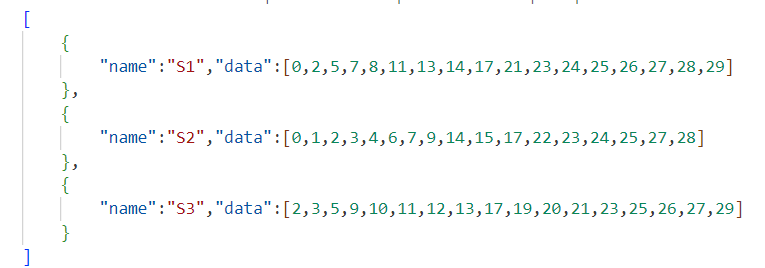 [
{
"name":"S1","data":[0,2,5,7,8,11,13,14,17,21,23,24,25,26,27,28,29]
},
{
"name":"S2","data":[0,1,2,3,4,6,7,9,14,15,17,22,23,24,25,27,28]
},
{
"name":"S3","data":[2,3,5,9,10,11,12,13,17,19,20,21,23,25,26,27,29]
}
]